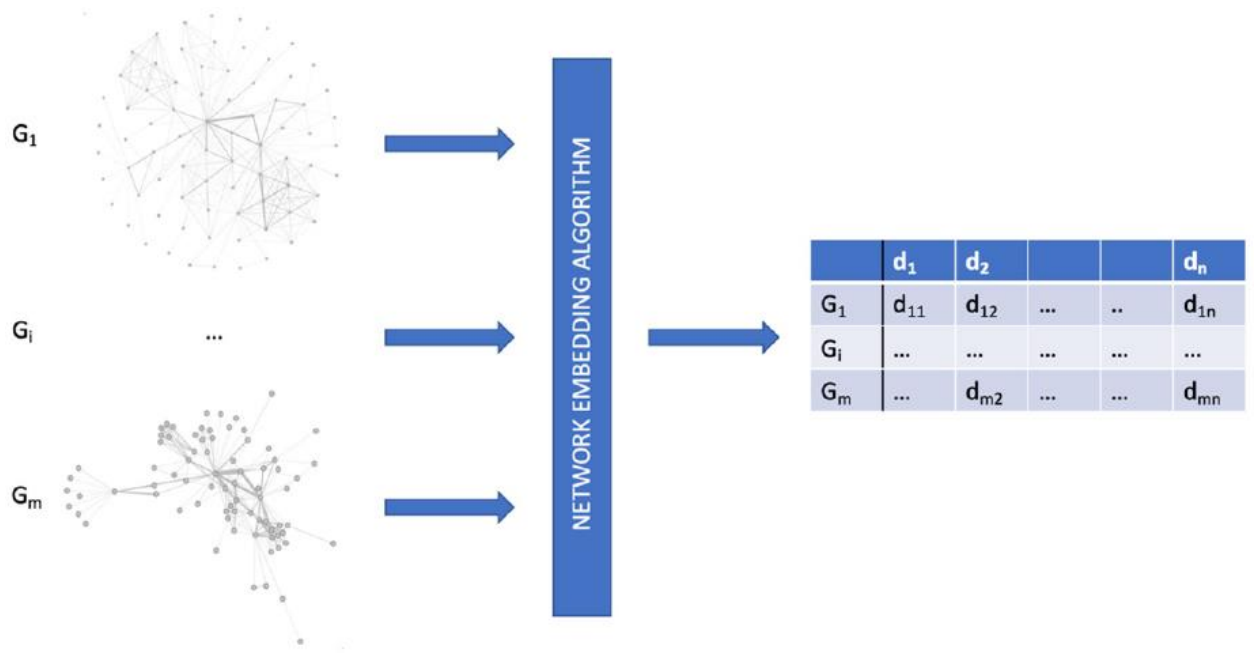 G₁
Gᵢ ...
Gₘ
NETWORK EMBEDDING ALGORITHM
d₁ d₂ dₙ
G₁ d₁₁ d₁₂ ... .. d₁ₙ
Gᵢ ... ... ... ... ...
Gₘ ... dₘ₂ ... ... dₘₙ